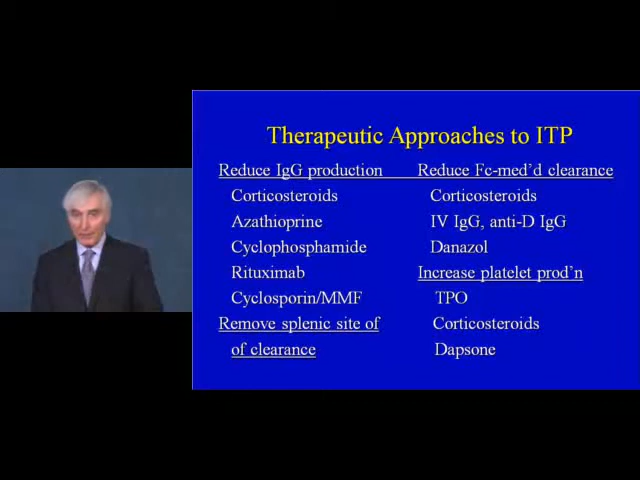 Therapeutic Approaches to ITP
Reduce IgG production
Corticosteroids
Azathioprine
Cyclophosphamide
Rituximab
Cyclosporin/MMF
Remove splenic site of
of clearance
Reduce Fc-med'd clearance
Corticosteroids
IV IgG, anti-D IgG
Danazol
Increase platelet prod'n
TPO
Corticosteroids
Dapsone